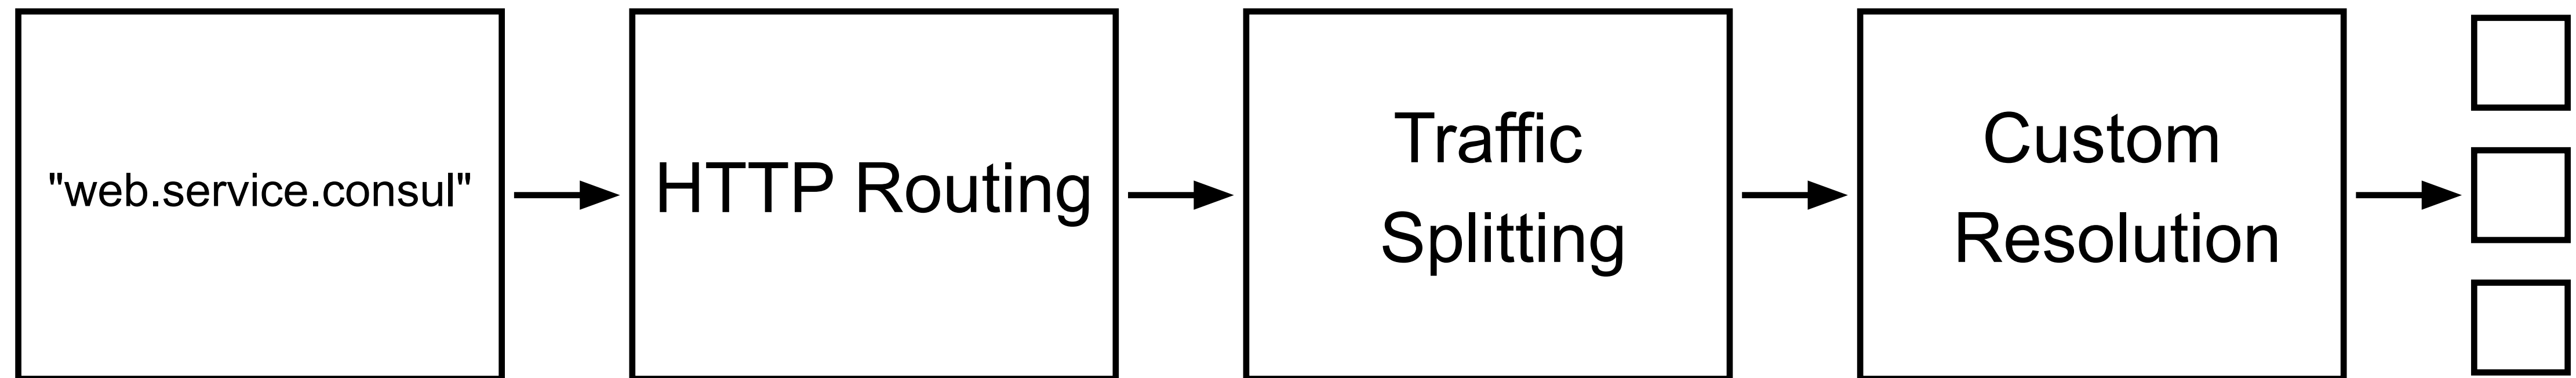 "web.service.consul"
HTTP Routing
Traffic
Splitting
Custom
Resolution